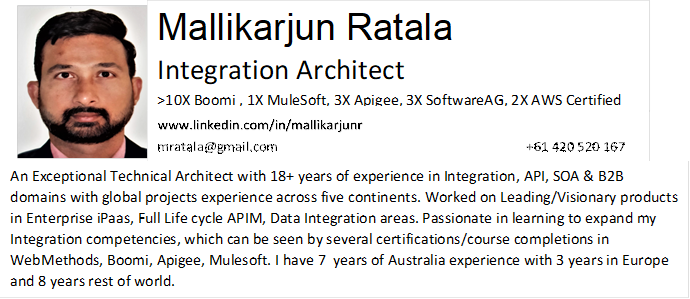 Mallikarjun Ratala
Integration Architect
>10X Boomi , 1X MuleSoft, 3X Apigee, 3X SoftwareAG, 2X AWS Certified
www.linkedin.com/in/mallikarjunr
mratala@gmail.com +61 420 520 167
An Exceptional Technical Architect with 18+ years of experience in Integration, API, SOA & B2B
domains with global projects experience across five continents. Worked on Leading/Visionary products
in Enterprise iPaas, Full Life cycle APIM, Data Integration areas. Passionate in learning to expand my
Integration competencies, which can be seen by several certifications/course completions in
WebMethods, Boomi, Apigee, Mulesoft. I have 7 years of Australia experience with 3 years in Europe
and 8 years rest of world.